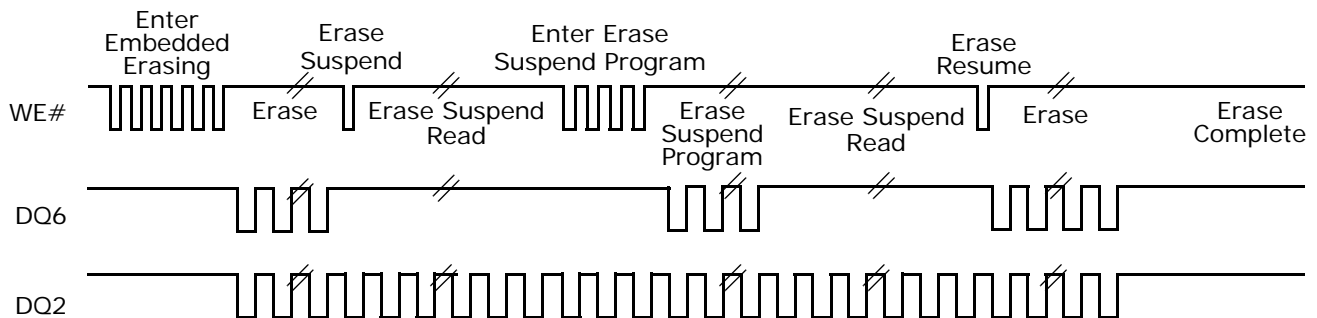 Enter
Embedded
Erasing
Erase
Suspend
Enter Erase
Suspend Program
Erase
Resume
WE#
Erase
Erase Suspend
Read
Erase
Suspend
Program
Erase Suspend
Read
Erase
Erase
Complete
DQ6
DQ2